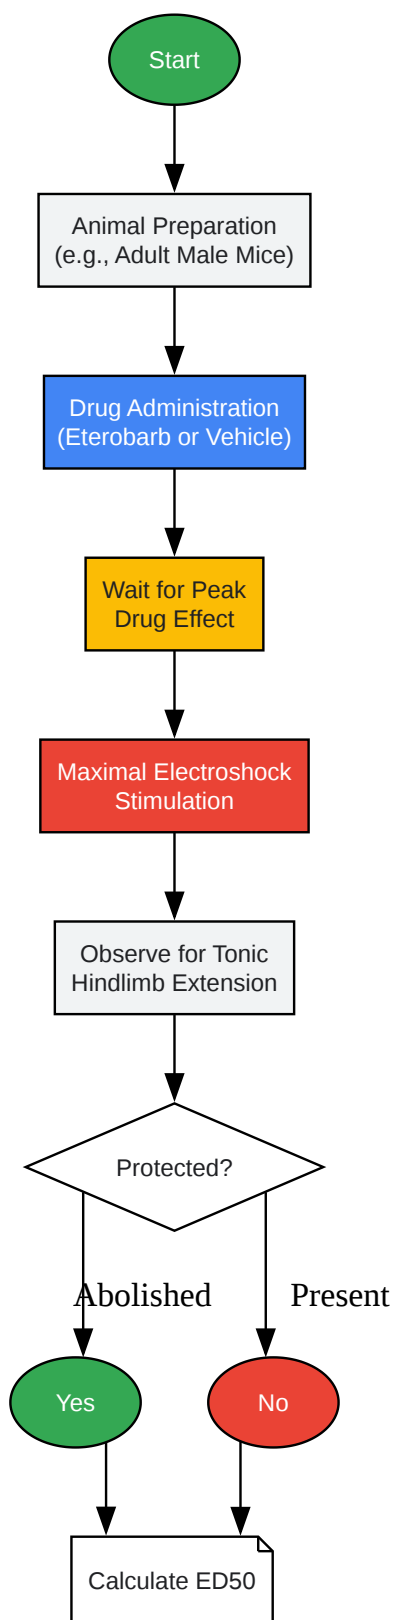 Start
Animal Preparation
(e.g., Adult Male Mice)
Drug Administration
(Eterobarb or Vehicle)
Wait for Peak
Drug Effect
Maximal Electroshock
Stimulation
Observe for Tonic
Hindlimb Extension
Protected?
Abolished
Present
Yes
No
Calculate ED50